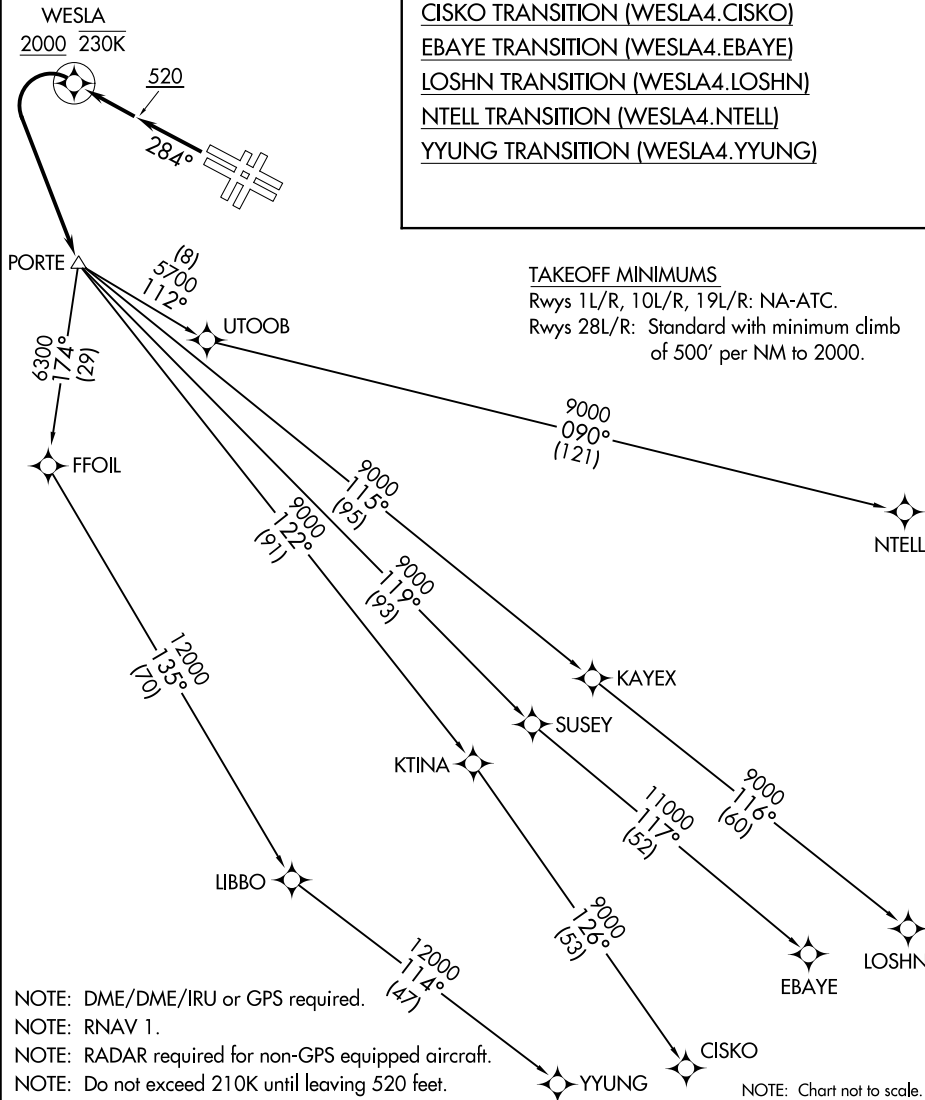 WESLA
2000 230K
520
284°
CISKO TRANSITION (WESLA4.CISKO)
EBAYE TRANSITION (WESLA4.EBAYE)
LOSHN TRANSITION (WESLA4.LOSHN)
NTELL TRANSITION (WESLA4.NTELL)
YYUNG TRANSITION (WESLA4.YYUNG)
TAKEOFF MINIMUMS
Rwys 1L/R, 10L/R, 19L/R: NA-ATC.
Rwys 28L/R: Standard with minimum climb
of 500' per NM to 2000.
PORTE
(8)
5700
112°
UTOOB
6300
174°
(29)
FFOIL
9000
090°
(121)
NTELL
9000
115°
(95)
9000
122°
(91)
9000
119°
(93)
12000
135°
(70)
KAYEX
SUSEY
KTINA
9000
116°
(60)
11000
117°
(52)
LIBBO
9000
126°
(53)
LOSHN
EBAYE
12000
114°
(47)
CISKO
YYUNG
NOTE: DME/DME/IRU or GPS required.
NOTE: RNAV 1.
NOTE: RADAR required for non-GPS equipped aircraft.
NOTE: Do not exceed 210K until leaving 520 feet.
NOTE: Chart not to scale.